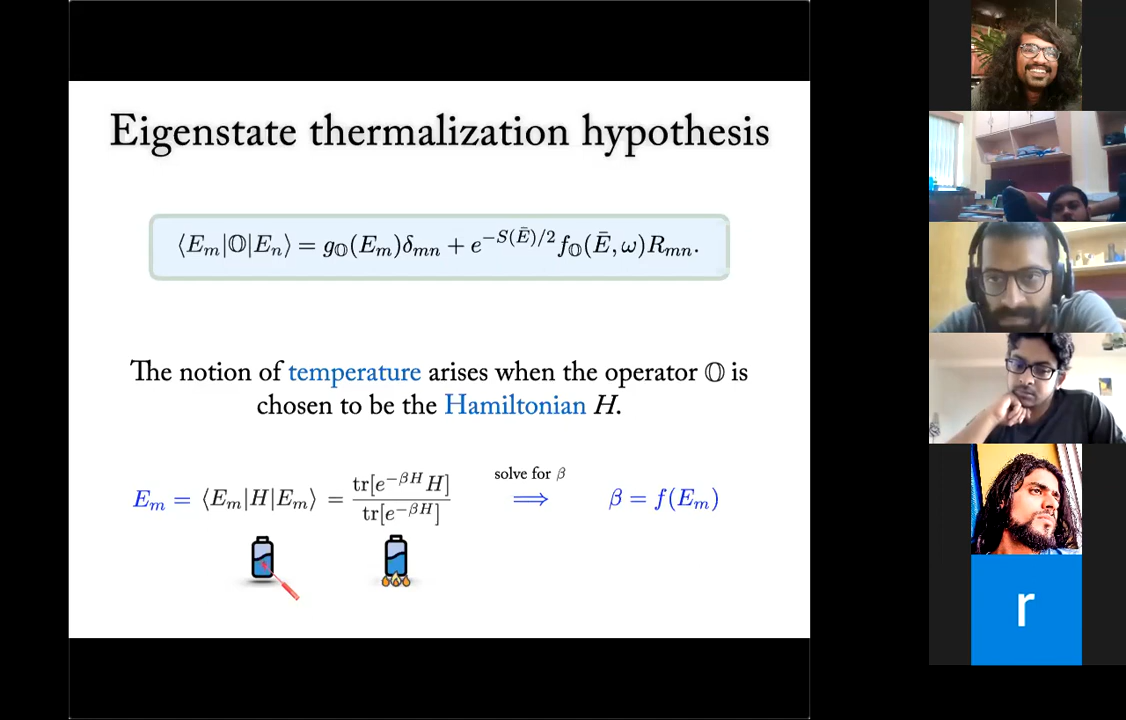 Eigenstate thermalization hypothesis
⟨E_m|𝕆|E_n⟩ = g_𝕆(E_m)δ_mn + e^{-S(Ē)/2} f_𝕆(Ē, ω)R_mn.
The notion of temperature arises when the operator 𝕆 is
chosen to be the Hamiltonian H.
E_m = ⟨E_m|H|E_m⟩ = tr[e^{-βH} H] / tr[e^{-βH}] solve for β ⟹ β = f(E_m)
r